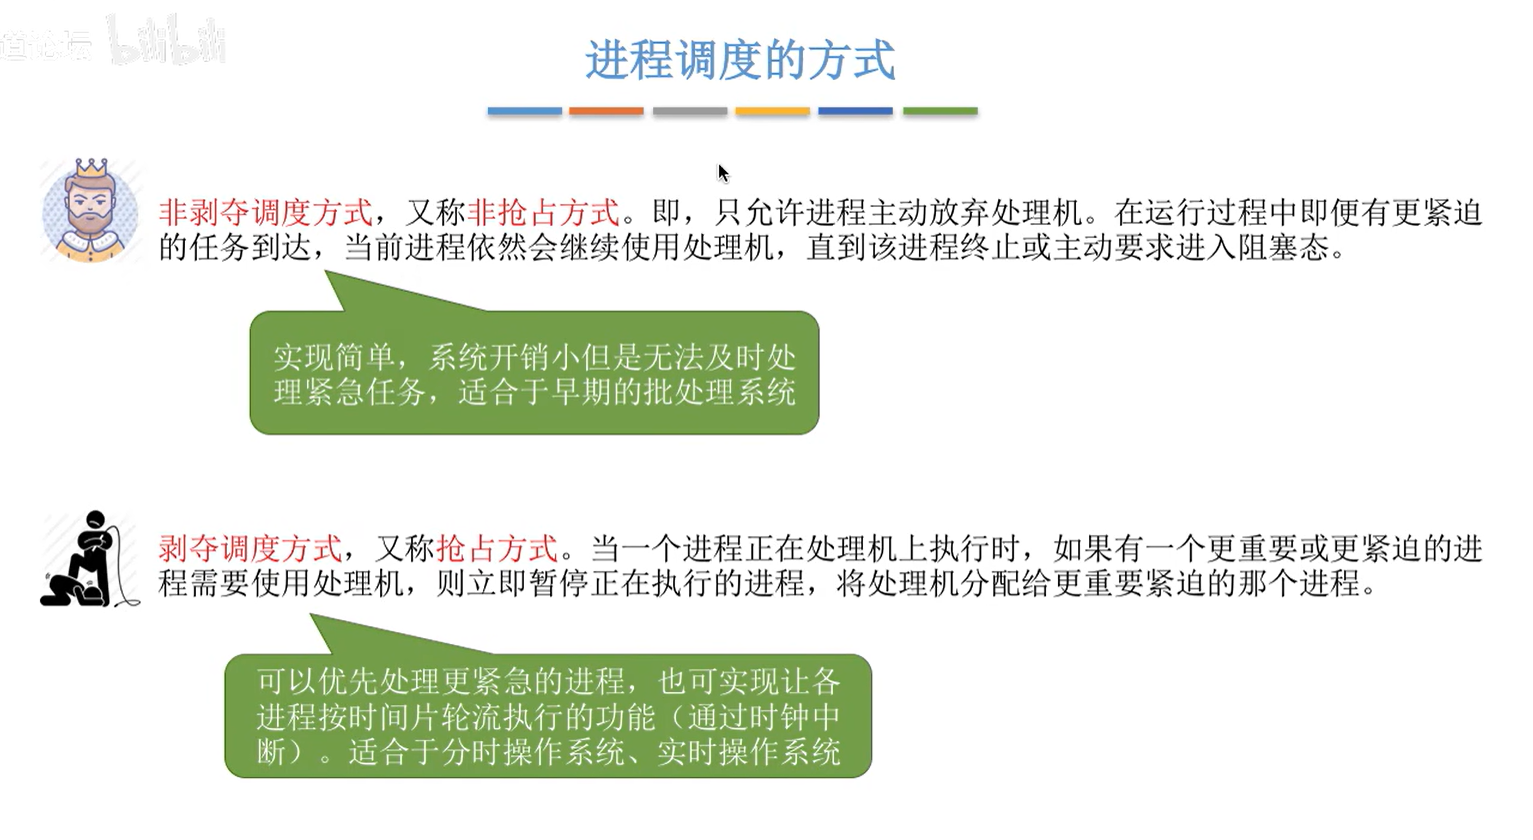 道论坛 bilibili
进程调度的方式
非剥夺调度方式，又称非抢占方式。即，只允许进程主动放弃处理机。在运行过程中即便有更紧迫
的任务到达，当前进程依然会继续使用处理机，直到该进程终止或主动要求进入阻塞态。
实现简单，系统开销小但是无法及时处
理紧急任务，适合于早期的批处理系统
剥夺调度方式，又称抢占方式。当一个进程正在处理机上执行时，如果有一个更重要或更紧迫的进
程需要使用处理机，则立即暂停正在执行的进程，将处理机分配给更重要紧迫的那个进程。
可以优先处理更紧急的进程，也可实现让各
进程按时间片轮流执行的功能（通过时钟中
断）。适合于分时操作系统、实时操作系统